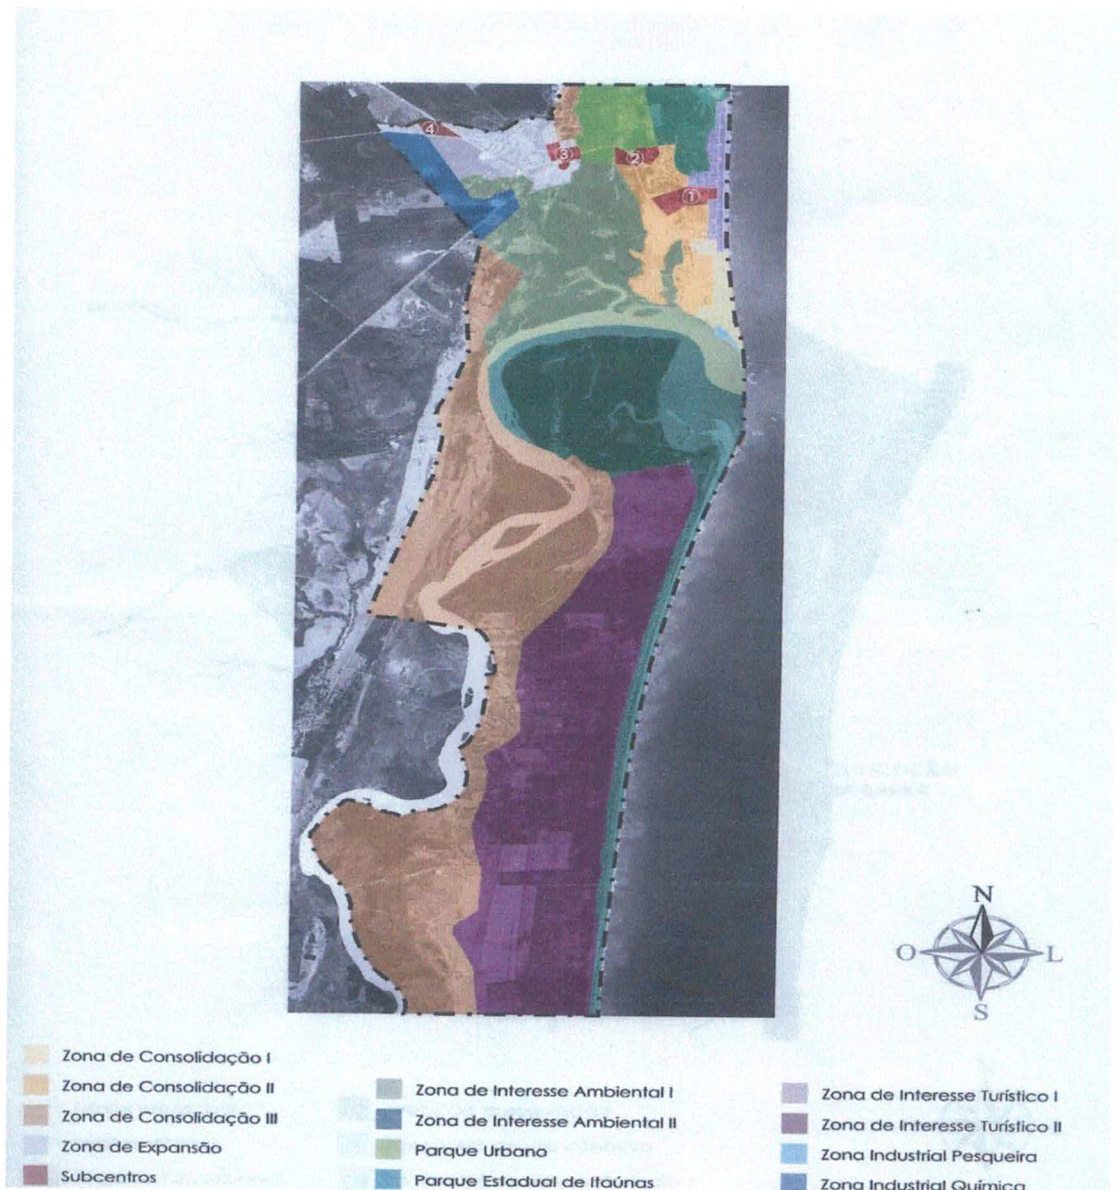 ④
③
②
①
N
O
L
S
Zona de Consolidação I
Zona de Consolidação II
Zona de Consolidação III
Zona de Expansão
Subcentros
Zona de Interesse Ambiental I
Zona de Interesse Ambiental II
Parque Urbano
Parque Estadual de Itaúnas
Zona de Interesse Turístico I
Zona de Interesse Turístico II
Zona Industrial Pesqueira
Zona Industrial Química